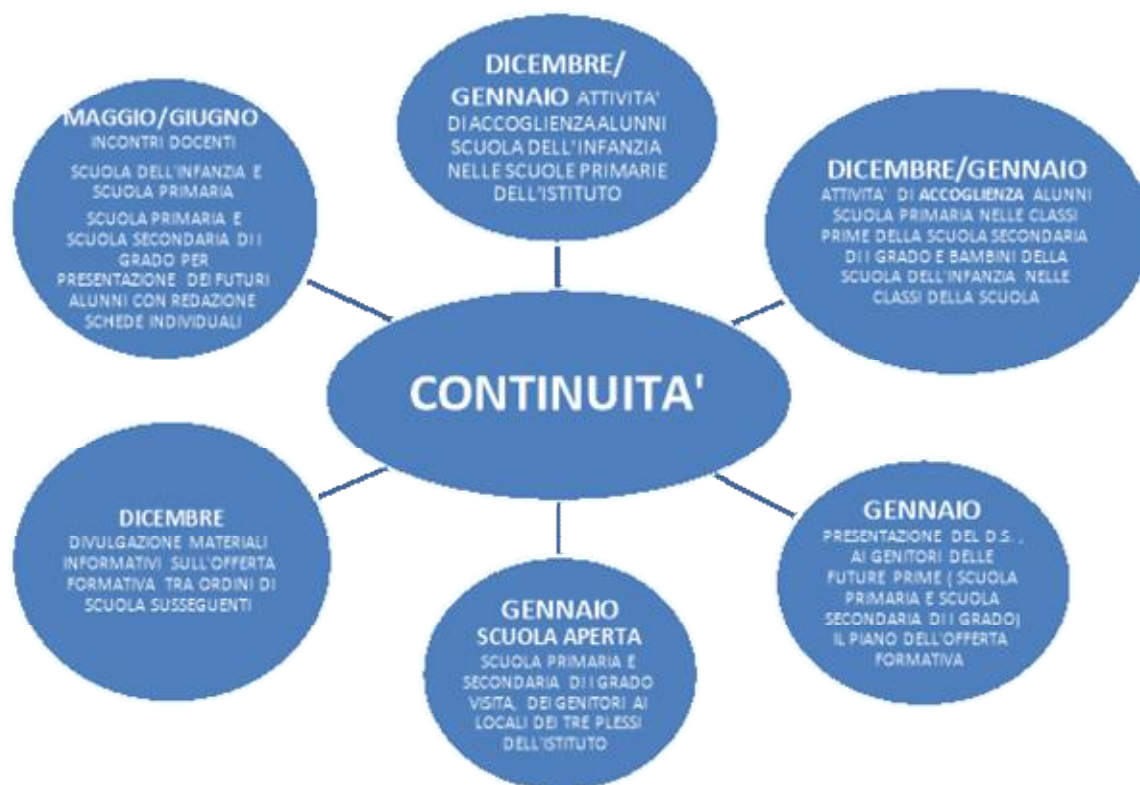 DICEMBRE/
GENNAIO ATTIVITA'
DI ACCOGLIENZA ALUNNI
SCUOLA DELL'INFANZIA
NELLE SCUOLE PRIMARIE
DELL'ISTITUTO
MAGGIO/GIUGNO
INCONTRI DOCENTI
SCUOLA DELL'INFANZIA E
SCUOLA PRIMARIA
SCUOLA PRIMARIA E
SCUOLA SECONDARIA DI I
GRADO PER
PRESENTAZIONE DEI FUTURI
ALUNNI CON REDAZIONE
SCHEDE INDIVIDUALI
DICEMBRE/GENNAIO
ATTIVITA' DI ACCOGLIENZA ALUNNI
SCUOLA PRIMARIA NELLE CLASSI
PRIME DELLA SCUOLA SECONDARIA
DI I GRADO E BAMBINI DELLA
SCUOLA DELL'INFANZIA NELLE
CLASSI DELLA SCUOLA
CONTINUITA'
DICEMBRE
DIVULGAZIONE MATERIALI
INFORMATIVI SULL'OFFERTA
FORMATIVA TRA ORDINI DI
SCUOLA SUSSEGUENTI
GENNAIO
SCUOLA APERTA
SCUOLA PRIMARIA E
SECONDARIA DI I GRADO
VISITA, DEI GENITORI AI
LOCALI DEI TRE PLESSI
DELL'ISTITUTO
GENNAIO
PRESENTAZIONE DEL D.S. ,
AI GENITORI DELLE
FUTURE PRIME ( SCUOLA
PRIMARIA E SCUOLA
SECONDARIA DI I GRADO)
IL PIANO DELL'OFFERTA
FORMATIVA